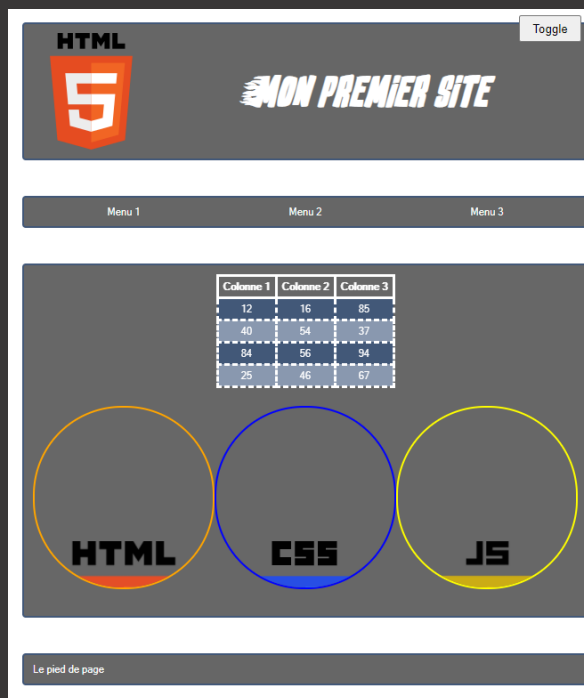 Toggle
HTML
5
MON PREMIER SITE
Menu 1 Menu 2 Menu 3
Colonne 1 Colonne 2 Colonne 3
12 16 85
40 54 37
84 56 94
25 46 67
HTML CSS JS
Le pied de page